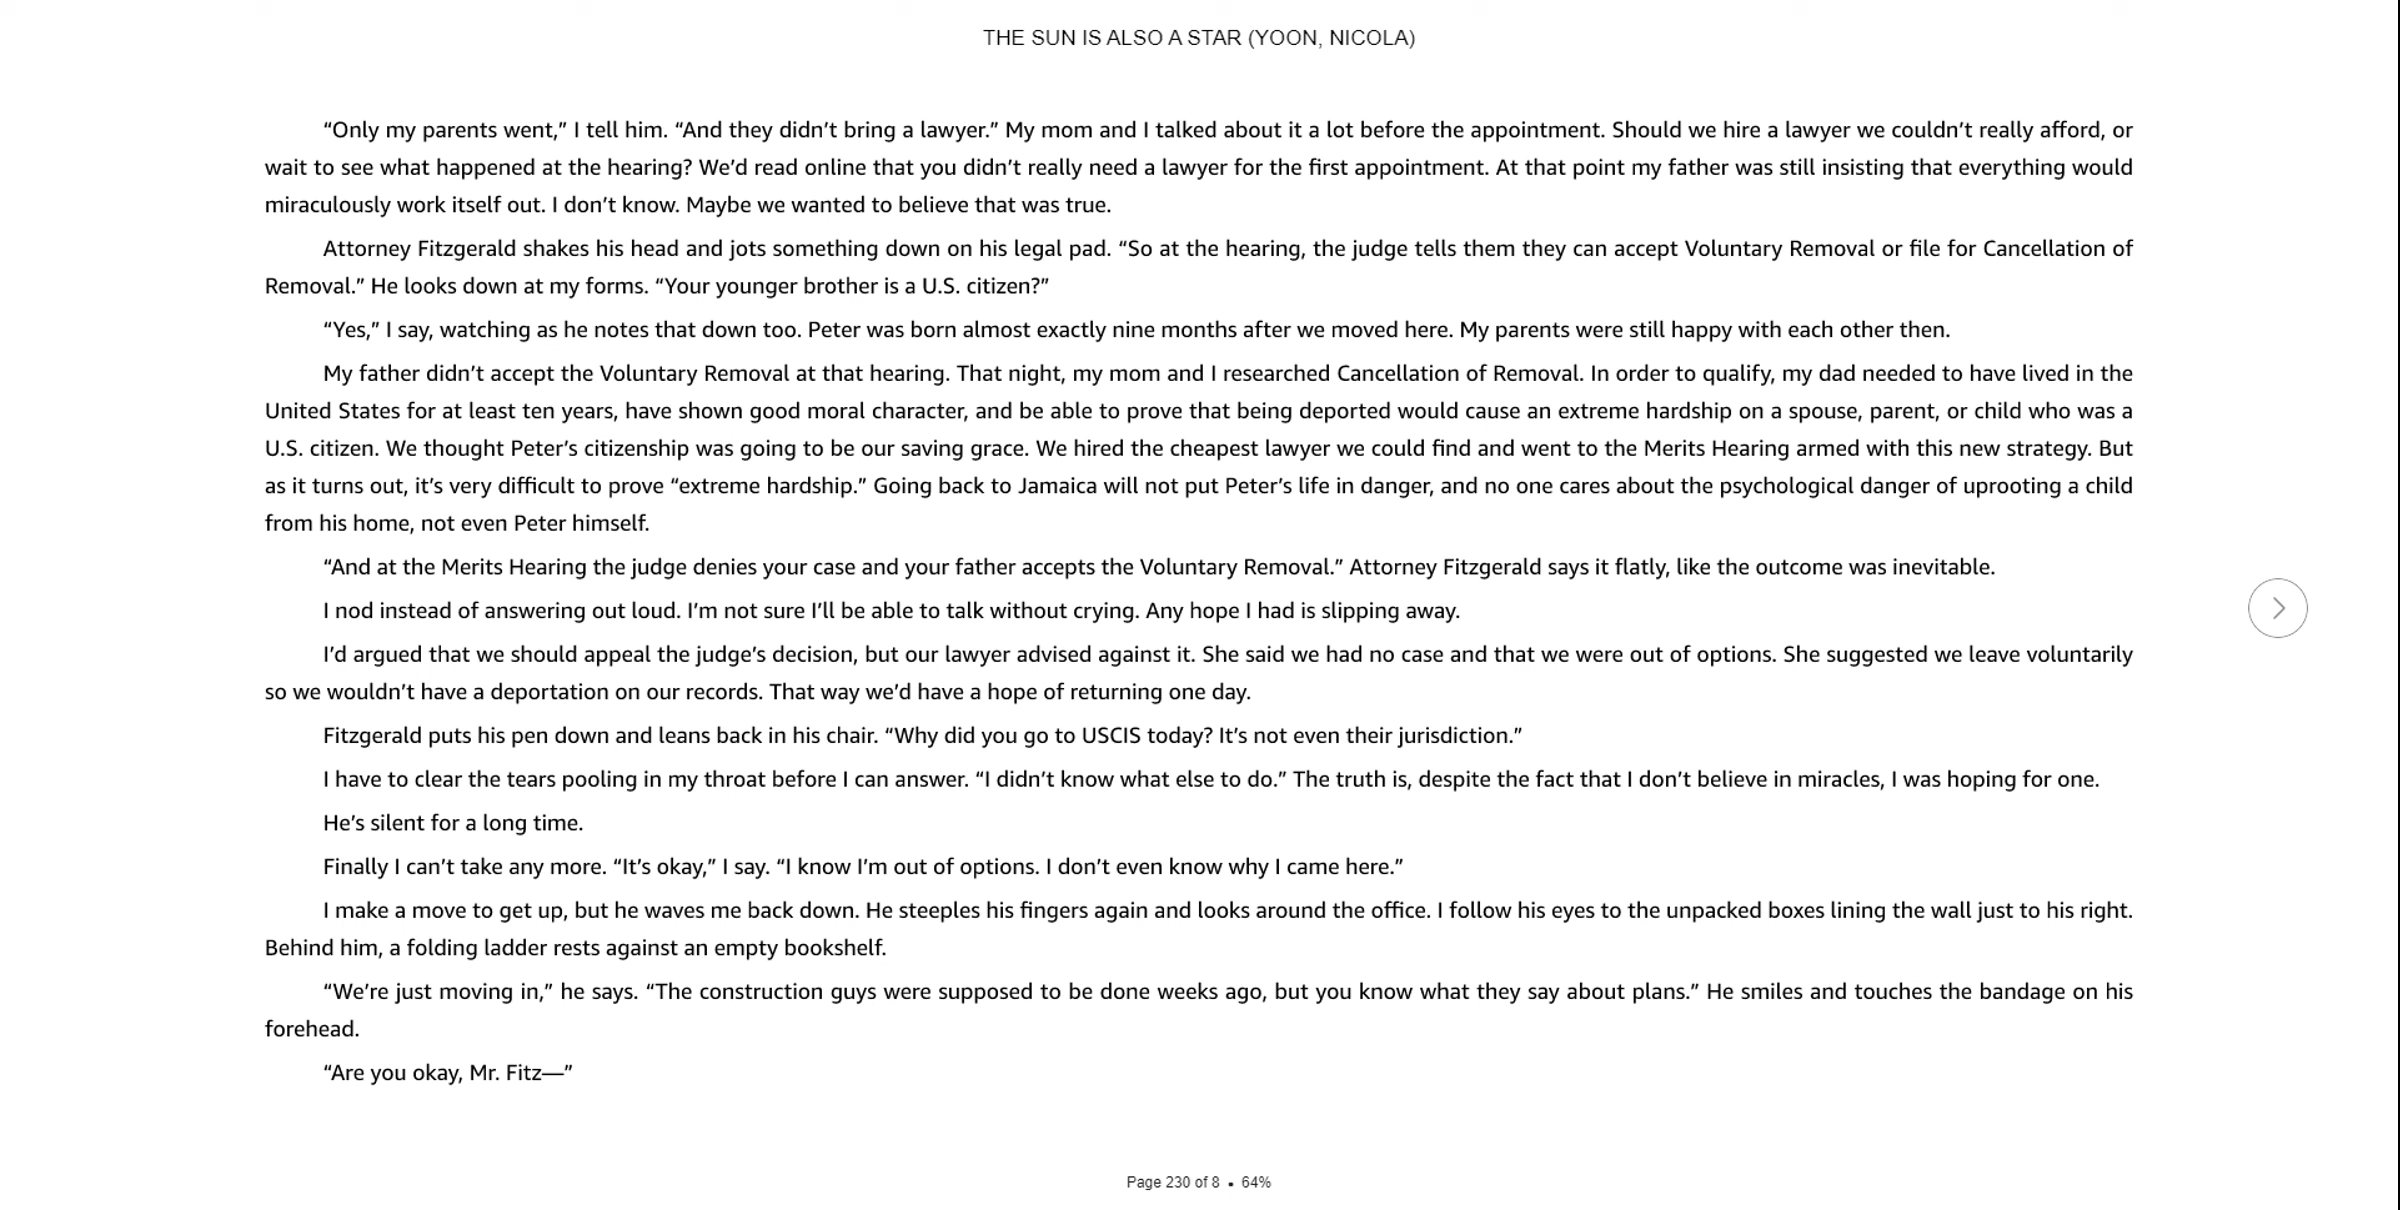 THE SUN IS ALSO A STAR (YOON, NICOLA)
“Only my parents went,” I tell him. “And they didn’t bring a lawyer.” My mom and I talked about it a lot before the appointment. Should we hire a lawyer we couldn’t really afford, or
wait to see what happened at the hearing? We’d read online that you didn’t really need a lawyer for the first appointment. At that point my father was still insisting that everything would
miraculously work itself out. I don’t know. Maybe we wanted to believe that was true.
Attorney Fitzgerald shakes his head and jots something down on his legal pad. “So at the hearing, the judge tells them they can accept Voluntary Removal or file for Cancellation of
Removal.” He looks down at my forms. “Your younger brother is a U.S. citizen?”
“Yes,” I say, watching as he notes that down too. Peter was born almost exactly nine months after we moved here. My parents were still happy with each other then.
My father didn’t accept the Voluntary Removal at that hearing. That night, my mom and I researched Cancellation of Removal. In order to qualify, my dad needed to have lived in the
United States for at least ten years, have shown good moral character, and be able to prove that being deported would cause an extreme hardship on a spouse, parent, or child who was a
U.S. citizen. We thought Peter’s citizenship was going to be our saving grace. We hired the cheapest lawyer we could find and went to the Merits Hearing armed with this new strategy. But
as it turns out, it’s very difficult to prove “extreme hardship.” Going back to Jamaica will not put Peter’s life in danger, and no one cares about the psychological danger of uprooting a child
from his home, not even Peter himself.
“And at the Merits Hearing the judge denies your case and your father accepts the Voluntary Removal.” Attorney Fitzgerald says it flatly, like the outcome was inevitable.
I nod instead of answering out loud. I’m not sure I’ll be able to talk without crying. Any hope I had is slipping away.
I’d argued that we should appeal the judge’s decision, but our lawyer advised against it. She said we had no case and that we were out of options. She suggested we leave voluntarily
so we wouldn’t have a deportation on our records. That way we’d have a hope of returning one day.
Fitzgerald puts his pen down and leans back in his chair. “Why did you go to USCIS today? It’s not even their jurisdiction.”
I have to clear the tears pooling in my throat before I can answer. “I didn’t know what else to do.” The truth is, despite the fact that I don’t believe in miracles, I was hoping for one.
He’s silent for a long time.
Finally I can’t take any more. “It’s okay,” I say. “I know I’m out of options. I don’t even know why I came here.”
I make a move to get up, but he waves me back down. He steeples his fingers again and looks around the office. I follow his eyes to the unpacked boxes lining the wall just to his right.
Behind him, a folding ladder rests against an empty bookshelf.
“We’re just moving in,” he says. “The construction guys were supposed to be done weeks ago, but you know what they say about plans.” He smiles and touches the bandage on his
forehead.
“Are you okay, Mr. Fitz—”
Page 230 of 8 • 64%